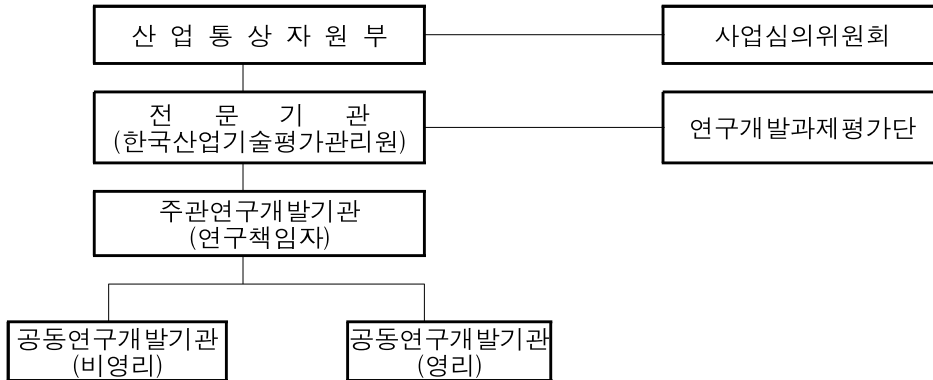 산 업 통 상 자 원 부
사업심의위원회
전 문 기 관
(한국산업기술평가관리원)
연구개발과제평가단
주관연구개발기관
(연구책임자)
공동연구개발기관
(비영리)
공동연구개발기관
(영리)